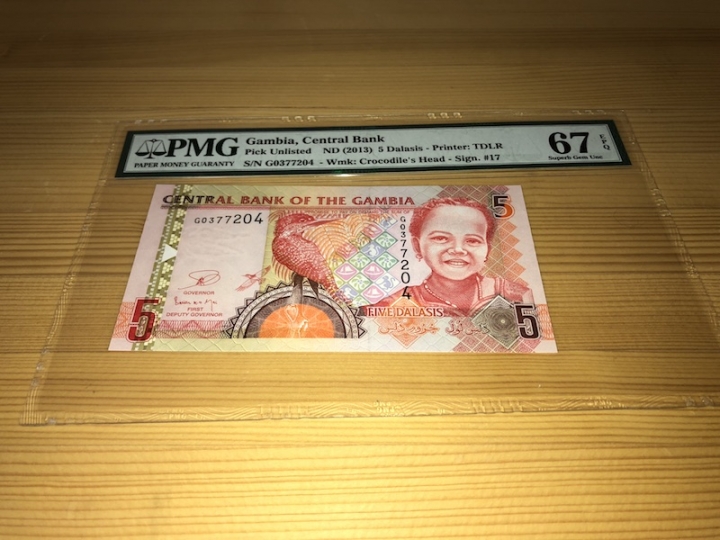 PMG
PAPER MONEY GUARANTY
Gambia, Central Bank
Pick Unlisted ND (2013) 5 Dalasis - Printer: TDLR
S/N G0377204 - Wmk: Crocodile's Head - Sign. #17
67 EPQ
Superb Gem Unc
CENTRAL BANK OF THE GAMBIA
5
G0377204
G0377204
GOVERNOR
FIRST
DEPUTY GOVERNOR
5
FIVE DALASIS
5